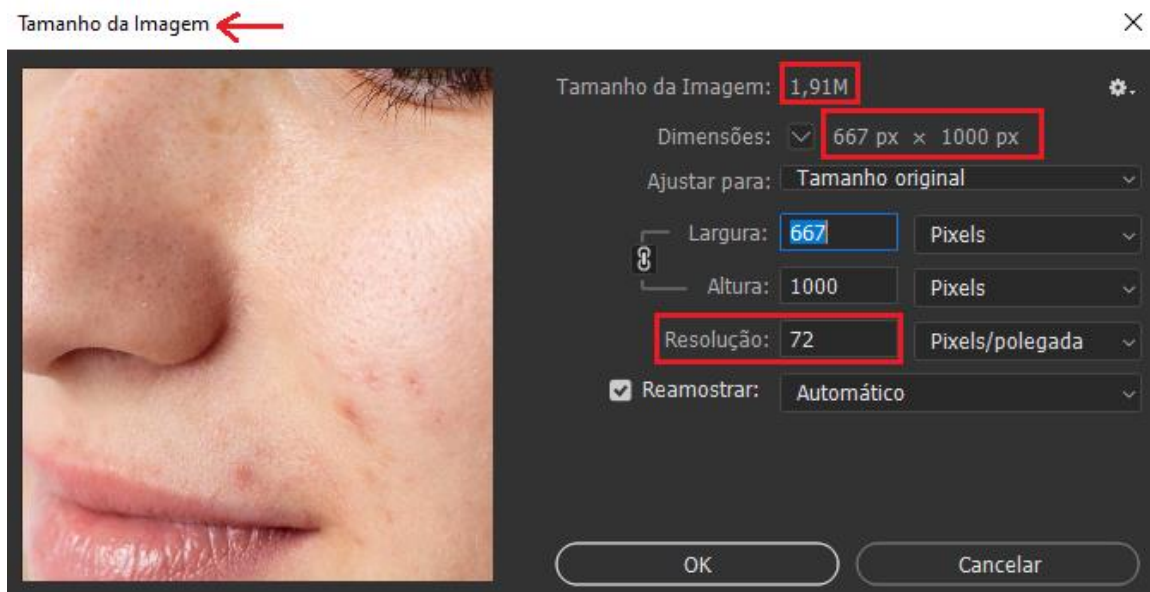 Tamanho da Imagem
Tamanho da Imagem: 1,91M
Dimensões: 667 px × 1000 px
Ajustar para: Tamanho original
Largura: 667 Pixels
Altura: 1000 Pixels
Resolução: 72 Pixels/polegada
Reamostrar: Automático
OK Cancelar